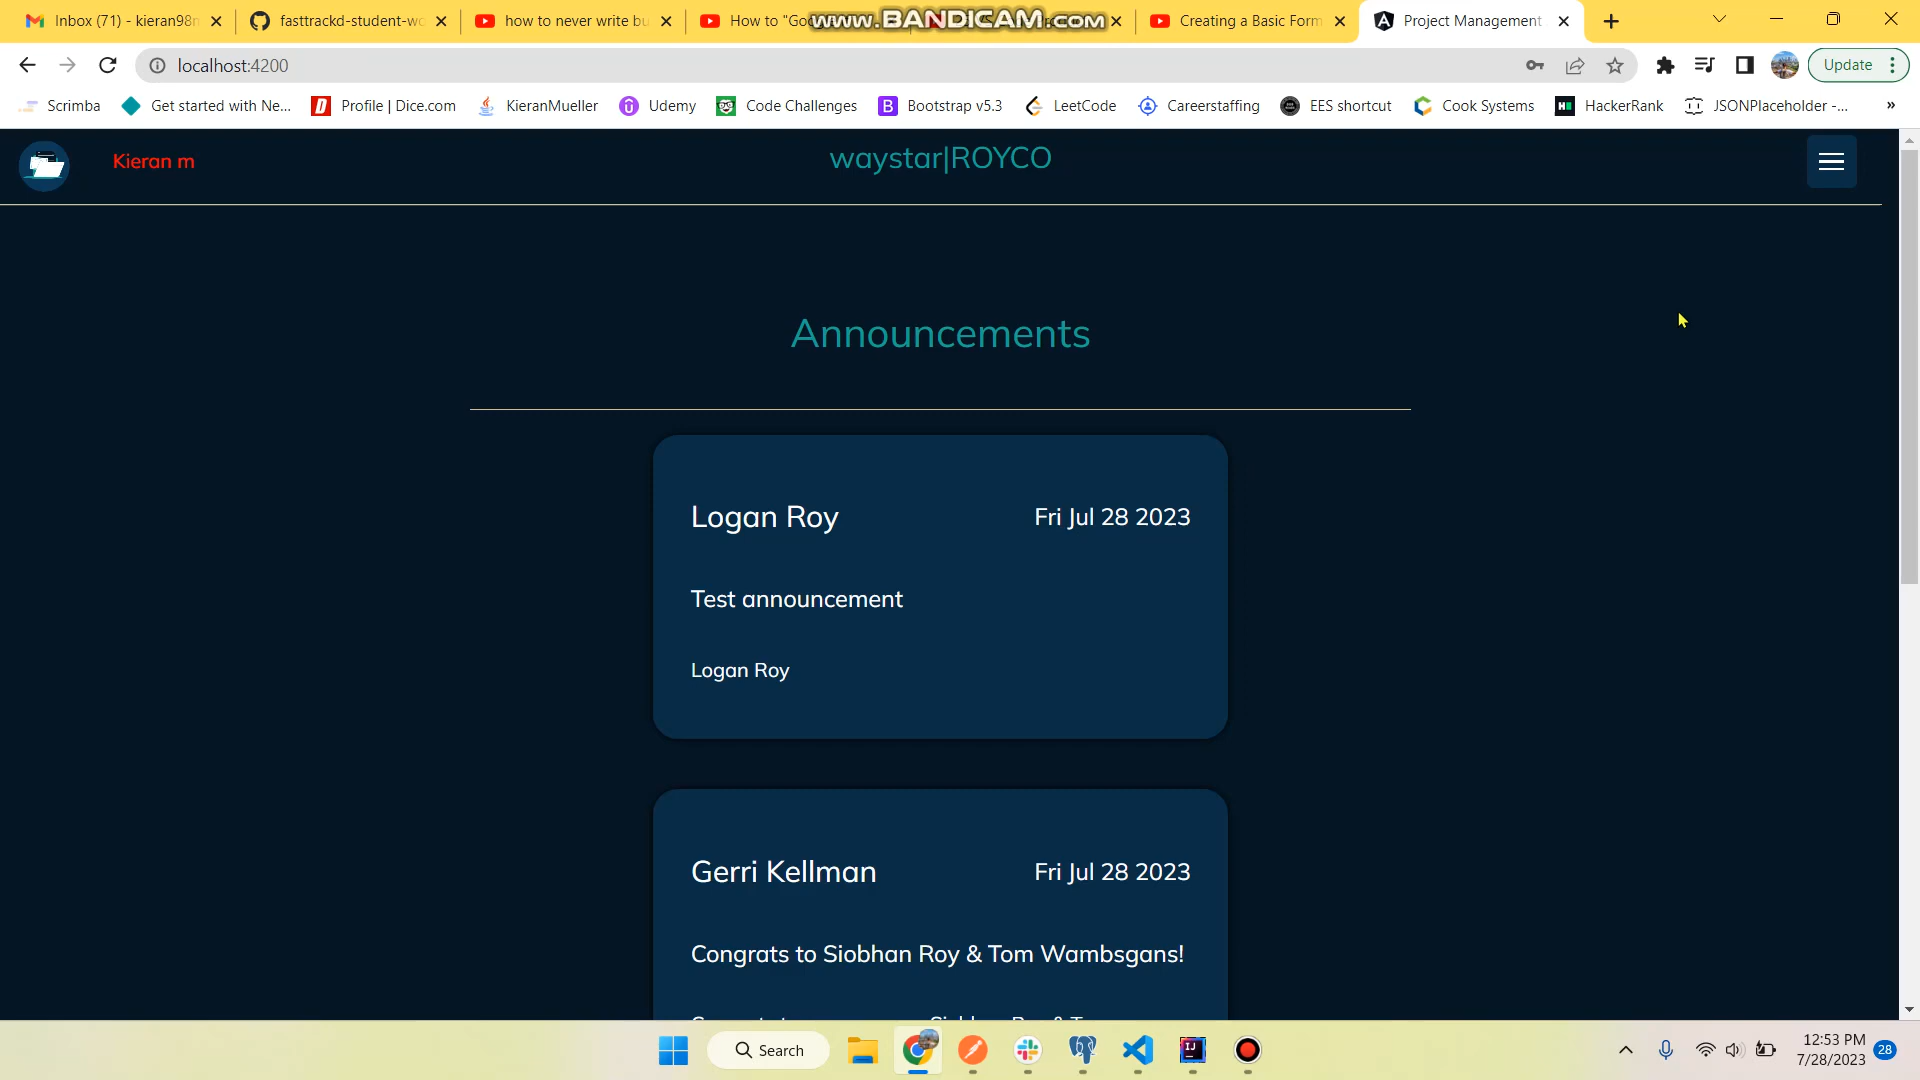 Inbox (71) - kieran98n
fasttrackd-student-wo
how to never write bu
How to "Goo
www.BANDICAM.com
Creating a Basic Form
Project Management
localhost:4200
Update
Scrimba
Get started with Ne...
Profile | Dice.com
KieranMueller
Udemy
Code Challenges
Bootstrap v5.3
LeetCode
Careerstaffing
EES shortcut
Cook Systems
HackerRank
JSONPlaceholder -...
»
Kieran m
waystar|ROYCO
Announcements
Logan Roy
Fri Jul 28 2023
Test announcement
Logan Roy
Gerri Kellman
Fri Jul 28 2023
Congrats to Siobhan Roy & Tom Wambsgans!
Search
12:53 PM
7/28/2023
28